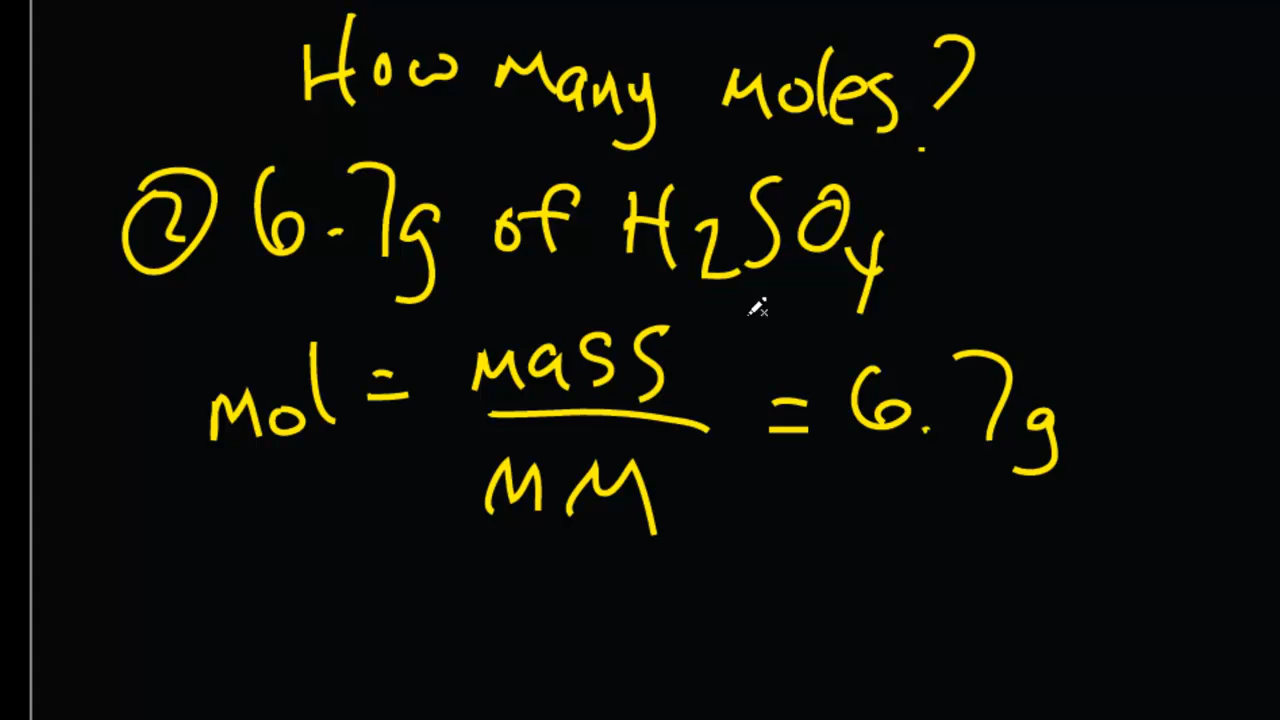 How many moles?
② 6.7g of H₂SO₄
mol = mass / MM = 6.7g